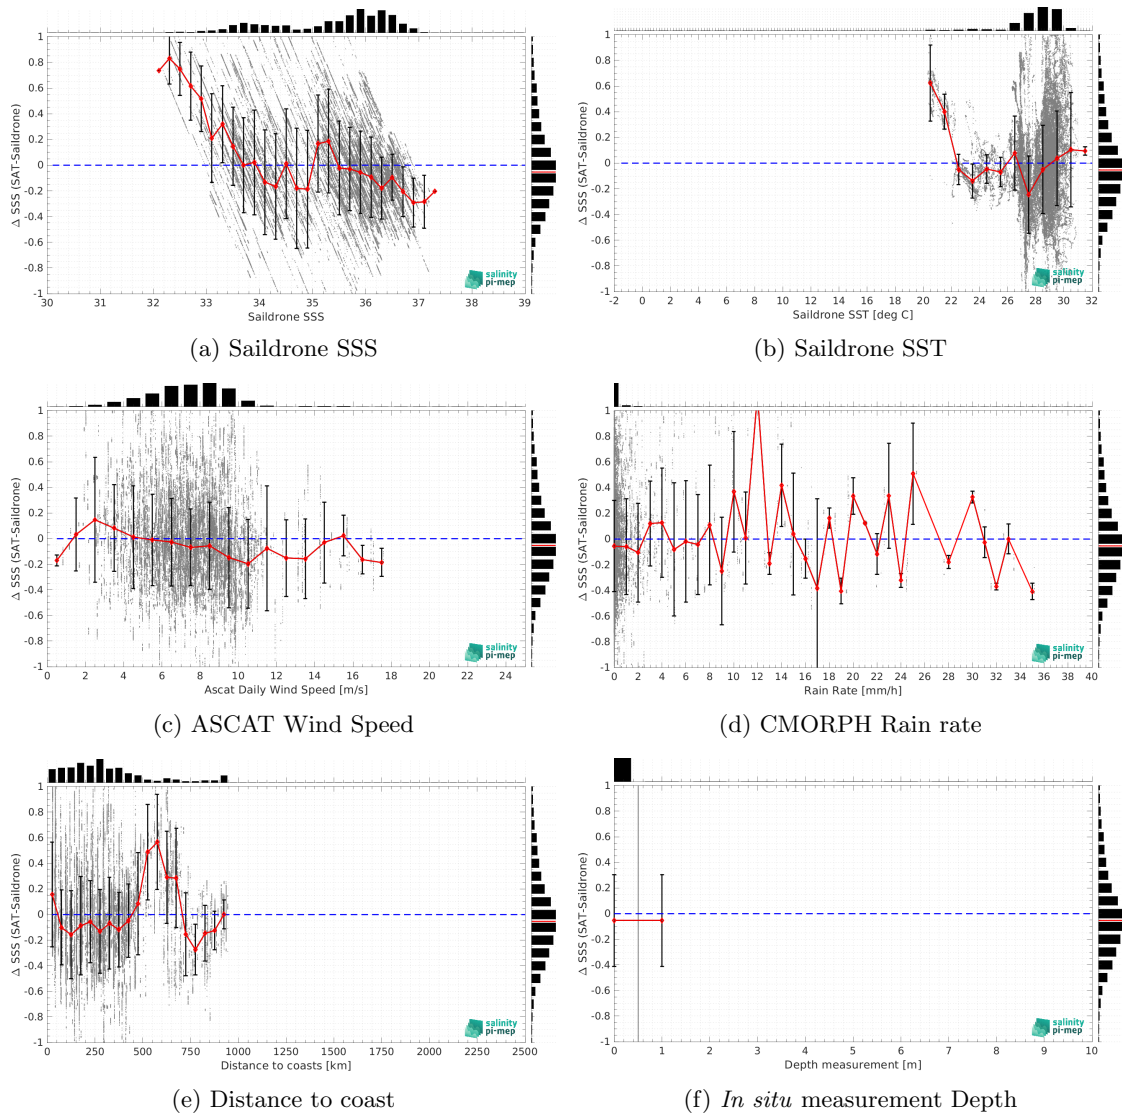 1
0.8
0.6
0.4
0.2
0
-0.2
-0.4
-0.6
-0.8
-1
Δ SSS (SAT-Saildrone)
30 31 32 33 34 35 36 37 38 39
Saildrone SSS
salinity
pi-mep
(a) Saildrone SSS
1
0.8
0.6
0.4
0.2
0
-0.2
-0.4
-0.6
-0.8
-1
Δ SSS (SAT-Saildrone)
-2 0 2 4 6 8 10 12 14 16 18 20 22 24 26 28 30 32
Saildrone SST [deg C]
salinity
pi-mep
(b) Saildrone SST
1
0.8
0.6
0.4
0.2
0
-0.2
-0.4
-0.6
-0.8
-1
Δ SSS (SAT-Saildrone)
0 2 4 6 8 10 12 14 16 18 20 22 24
Ascat Daily Wind Speed [m/s]
salinity
pi-mep
(c) ASCAT Wind Speed
1
0.8
0.6
0.4
0.2
0
-0.2
-0.4
-0.6
-0.8
-1
Δ SSS (SAT-Saildrone)
0 2 4 6 8 10 12 14 16 18 20 22 24 26 28 30 32 34 36 38 40
Rain Rate [mm/h]
salinity
pi-mep
(d) CMORPH Rain rate
1
0.8
0.6
0.4
0.2
0
-0.2
-0.4
-0.6
-0.8
-1
Δ SSS (SAT-Saildrone)
0 250 500 750 1000 1250 1500 1750 2000 2250 2500
Distance to coasts [km]
salinity
pi-mep
(e) Distance to coast
1
0.8
0.6
0.4
0.2
0
-0.2
-0.4
-0.6
-0.8
-1
Δ SSS (SAT-Saildrone)
0 1 2 3 4 5 6 7 8 9 10
Depth measurement [m]
salinity
pi-mep
(f) In situ measurement Depth